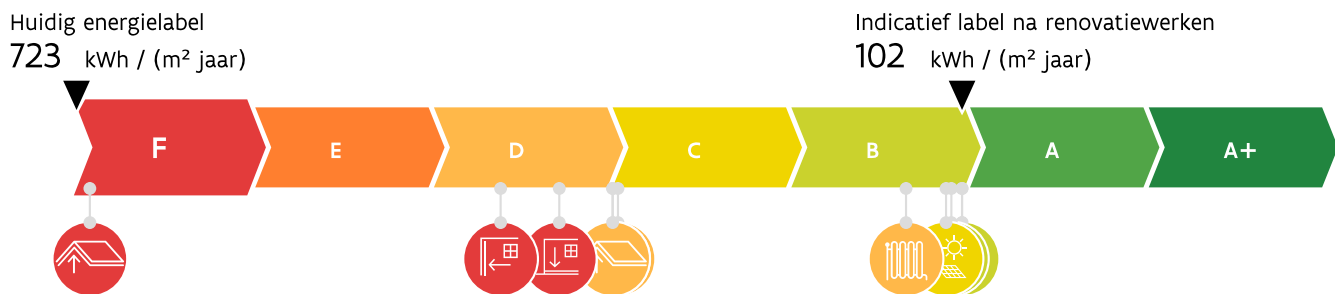 Huidig energielabel
723 kWh / (m² jaar)
Indicatief label na renovatiewerken
102 kWh / (m² jaar)
F E D C B A A+